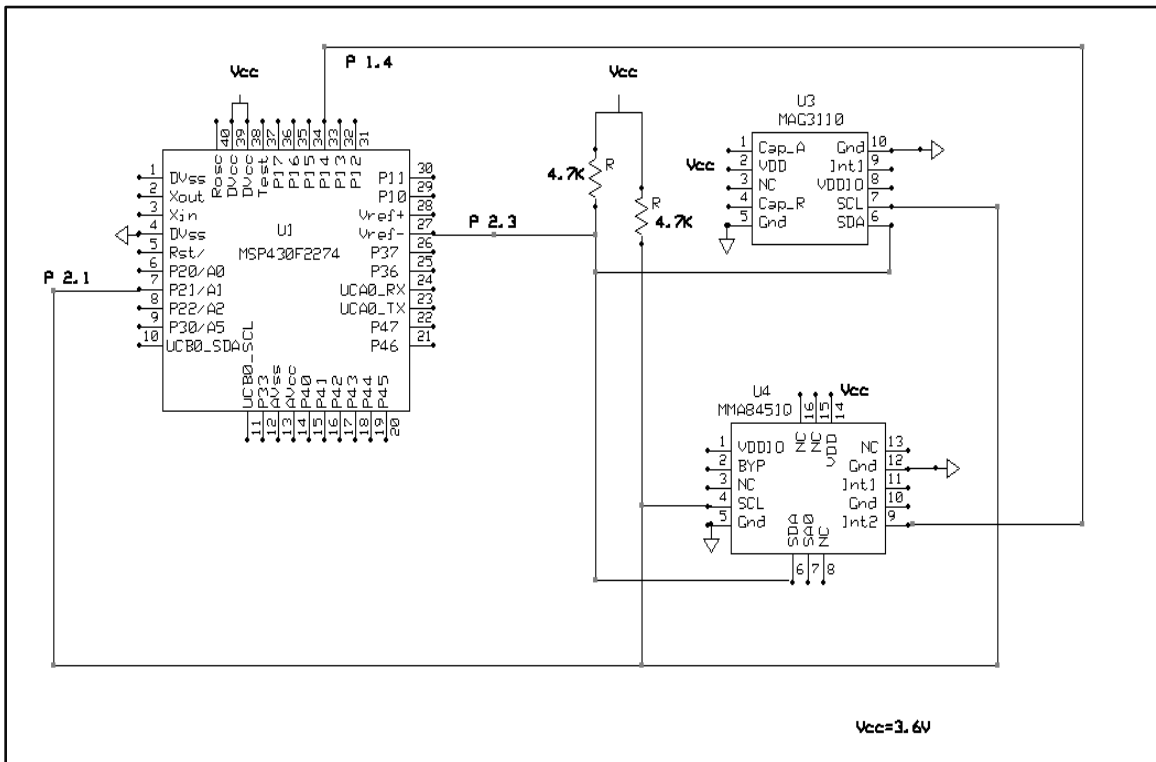 P 1.4
Vcc
Vcc
U3
MAG3110
40 39 38 37 36 35 34 33 32 31
Rosc DVcc DVcc Test P17 P16 P15 P14 P13 P12
1 DVss
2 Xout
3 Xin
4 DVss
5 Rst/
6 P20/A0
7 P21/A1
8 P22/A2
9 P30/A5
10 UCB0_SDA
U1
MSP430F2274
P11 30
P10 29
Vref+ 28
Vref- 27
P37 26
P36 25
UCA0_RX 24
UCA0_TX 23
P47 22
P46 21
UCB0_SCL P33 AVss AVcc P40 P41 P42 P43 P44 P45
11 12 13 14 15 16 17 18 19 20
P 2.1
P 2.3
4.7K
R
R
4.7K
Vcc
1 Cap_A
2 VDD
3 NC
4 Cap_R
5 Gnd
Gnd 10
Int1 9
VDDIO 8
SCL 7
SDA 6
U4
MMA8451Q
Vcc
16 15 14
NC NC VDD
1 VDDIO
2 BYP
3 NC
4 SCL
5 Gnd
NC 13
Gnd 12
Int1 11
Gnd 10
Int2 9
SDA SA0 NC
6 7 8
Vcc=3.6V